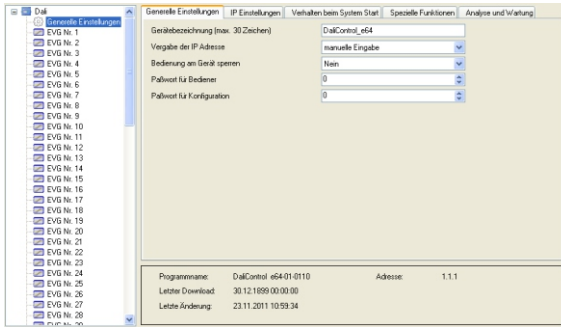 Dali
Generelle Einstellungen
EVG Nr. 1
EVG Nr. 2
EVG Nr. 3
EVG Nr. 4
EVG Nr. 5
EVG Nr. 6
EVG Nr. 7
EVG Nr. 8
EVG Nr. 9
EVG Nr. 10
EVG Nr. 11
EVG Nr. 12
EVG Nr. 13
EVG Nr. 14
EVG Nr. 15
EVG Nr. 16
EVG Nr. 17
EVG Nr. 18
EVG Nr. 19
EVG Nr. 20
EVG Nr. 21
EVG Nr. 22
EVG Nr. 23
EVG Nr. 24
EVG Nr. 25
EVG Nr. 26
EVG Nr. 27
EVG Nr. 28
Generelle Einstellungen IP Einstellungen Verhalten beim System Start Spezielle Funktionen Analyse und Wartung
Gerätebezeichnung (max. 30 Zeichen) DaliControl_e64
Vergabe der IP Adresse manuelle Eingabe
Bedienung am Gerät sperren Nein
Paßwort für Bediener 0
Paßwort für Konfiguration 0
Programmname: DaliControl e64-01-0110 Adresse: 1.1.1
Letzter Download: 30.12.1899 00:00:00
Letzte Änderung: 23.11.2011 10:59:34